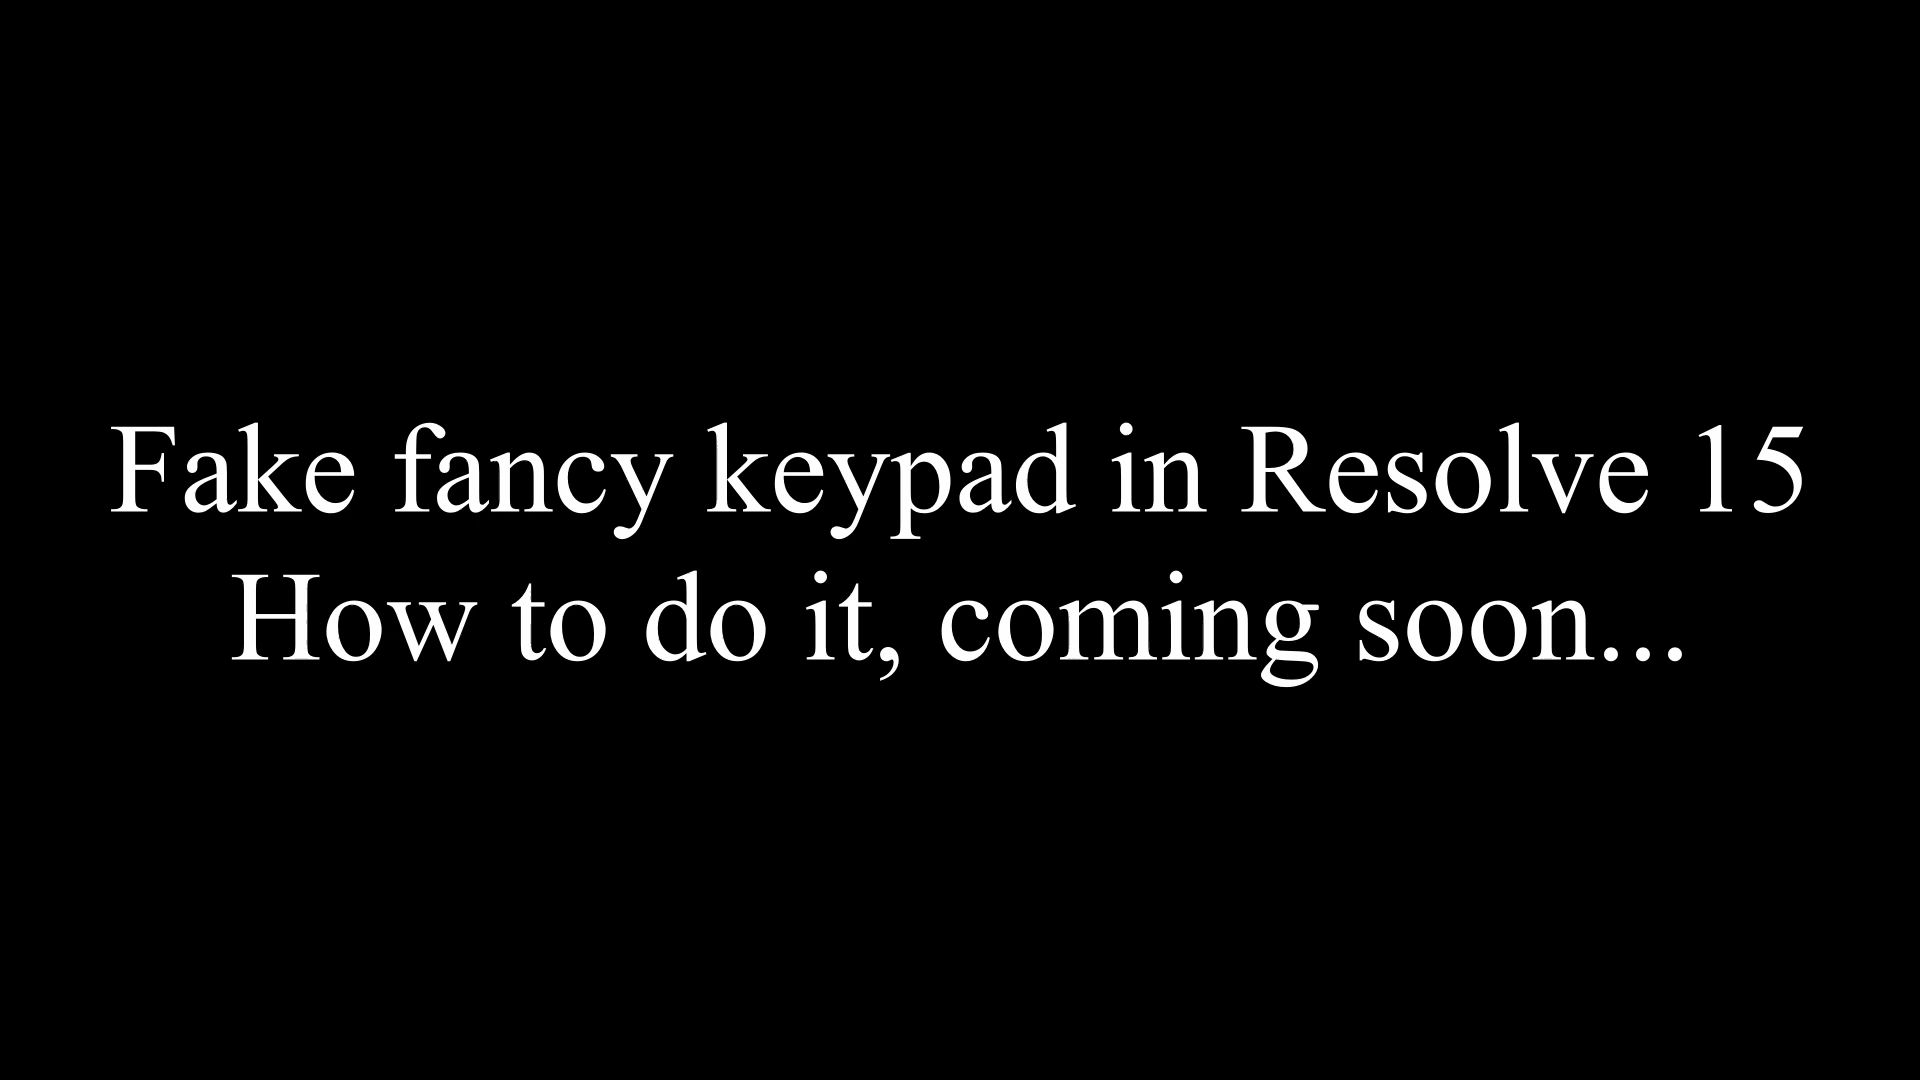 Fake fancy keypad in Resolve 15
How to do it, coming soon...